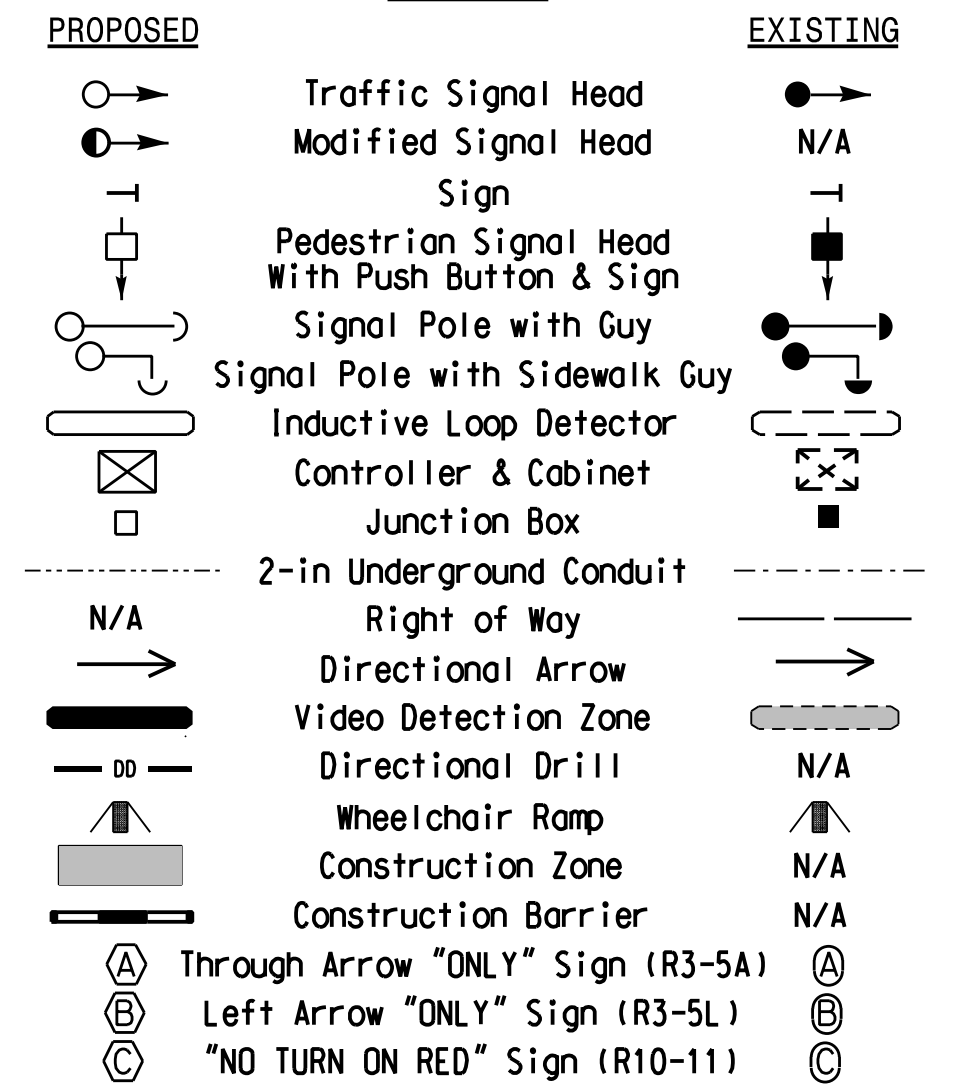 PROPOSED EXISTING
Traffic Signal Head
Modified Signal Head N/A
Sign
Pedestrian Signal Head
With Push Button & Sign
Signal Pole with Guy
Signal Pole with Sidewalk Guy
Inductive Loop Detector
Controller & Cabinet
Junction Box
2-in Underground Conduit
N/A Right of Way
Directional Arrow
Video Detection Zone
DD Directional Drill N/A
Wheelchair Ramp
Construction Zone N/A
Construction Barrier N/A
A Through Arrow "ONLY" Sign (R3-5A) A
B Left Arrow "ONLY" Sign (R3-5L) B
C "NO TURN ON RED" Sign (R10-11) C